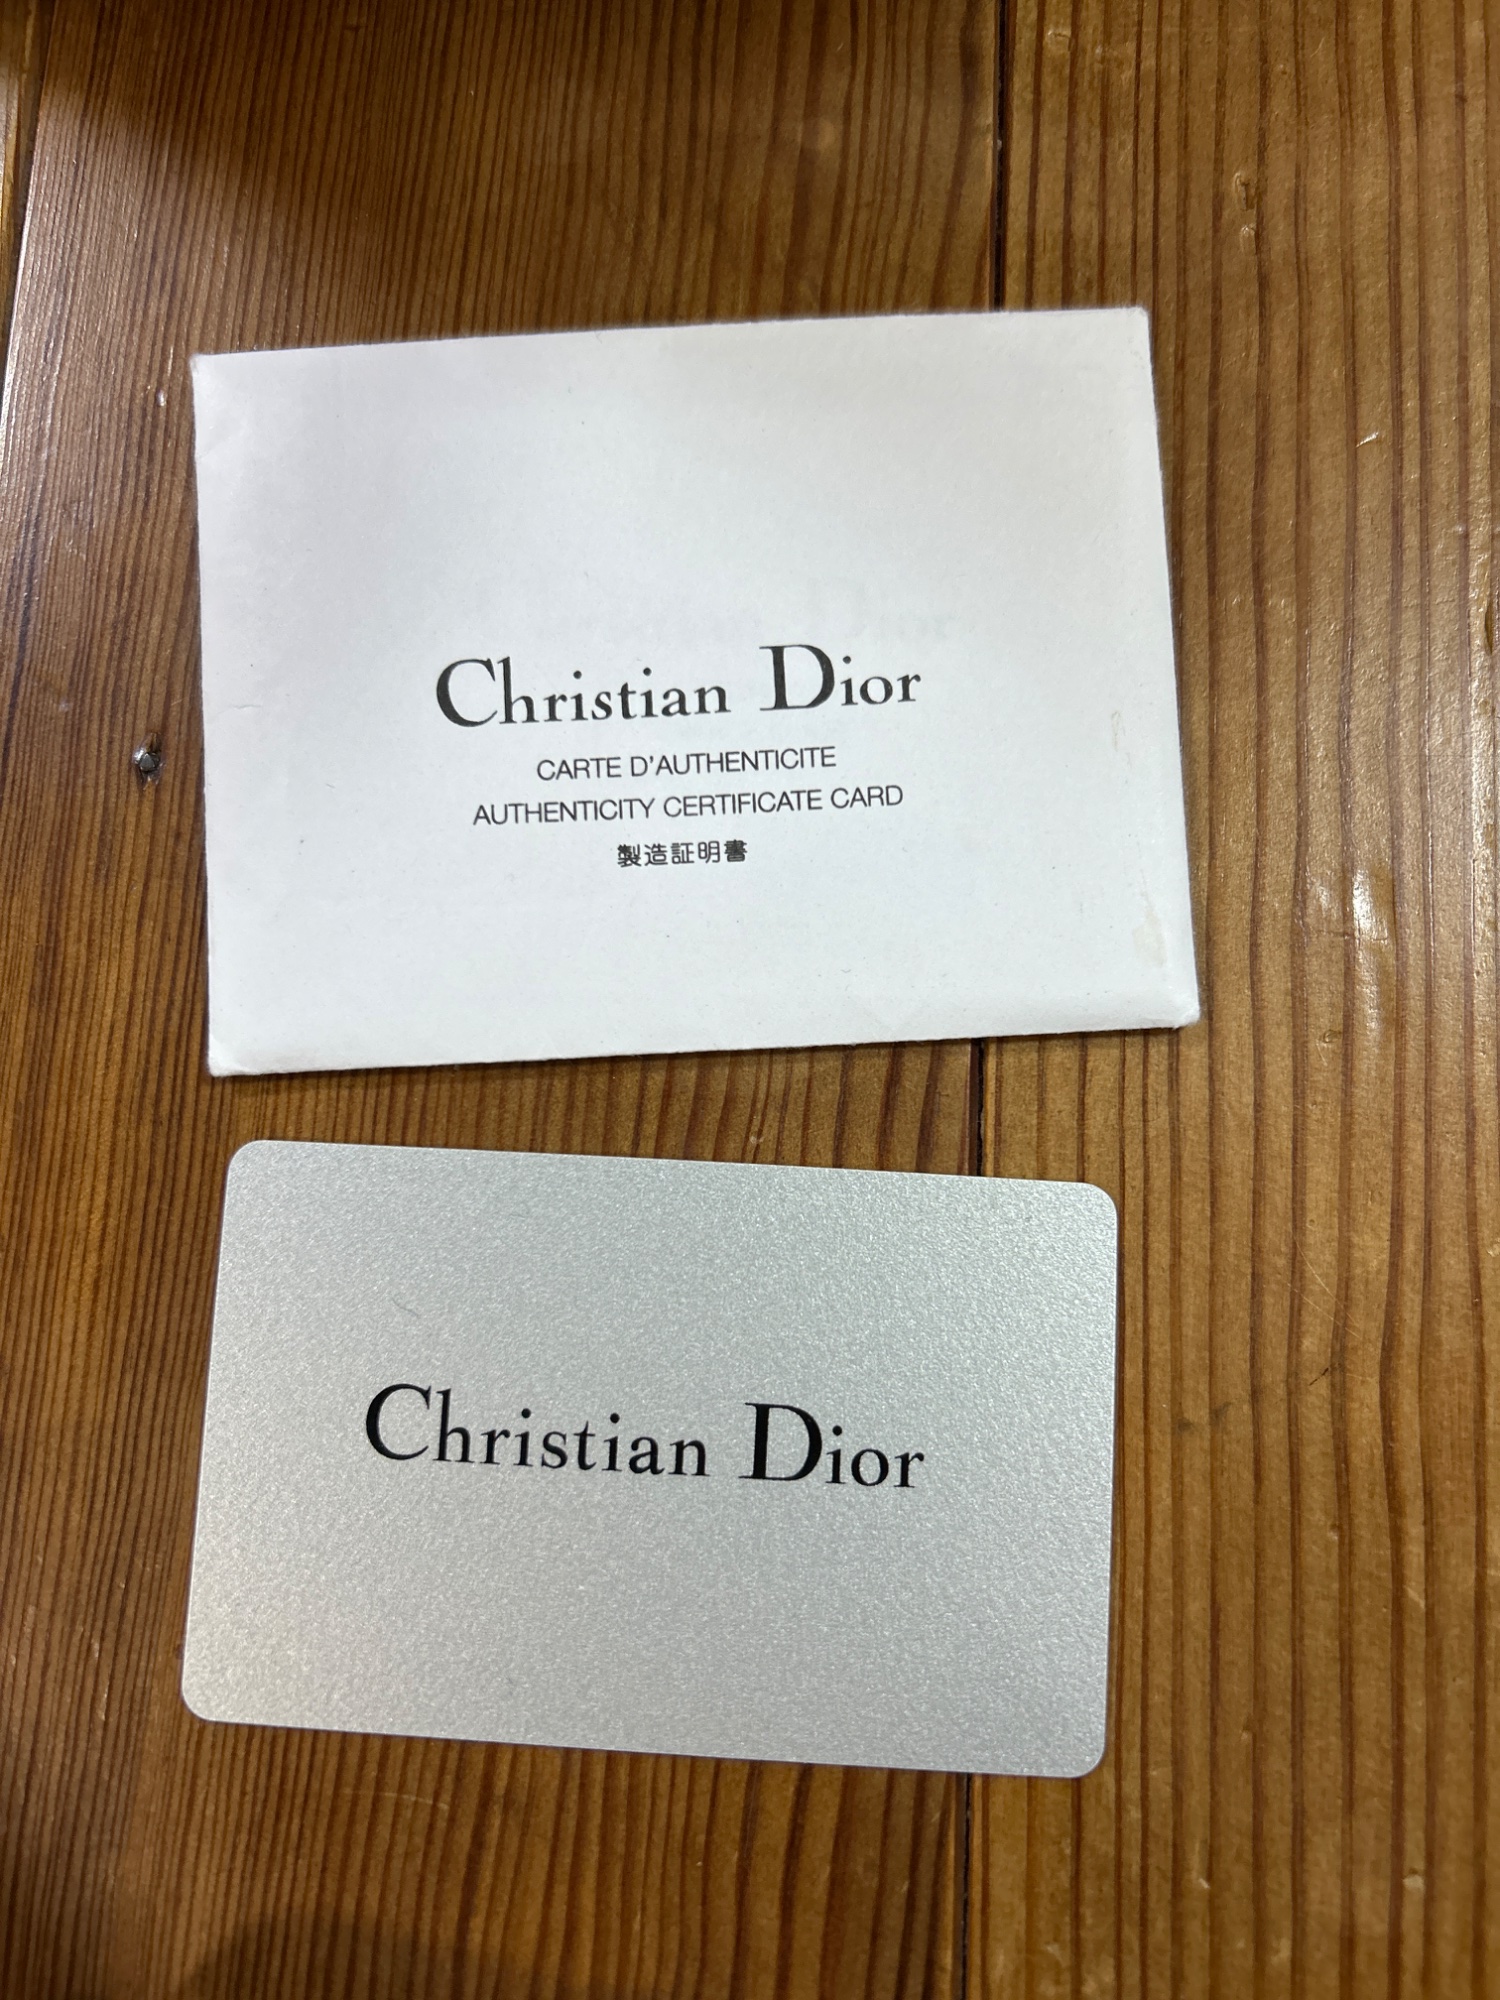 Christian Dior
CARTE D'AUTHENTICITE
AUTHENTICITY CERTIFICATE CARD
製造証明書
Christian Dior